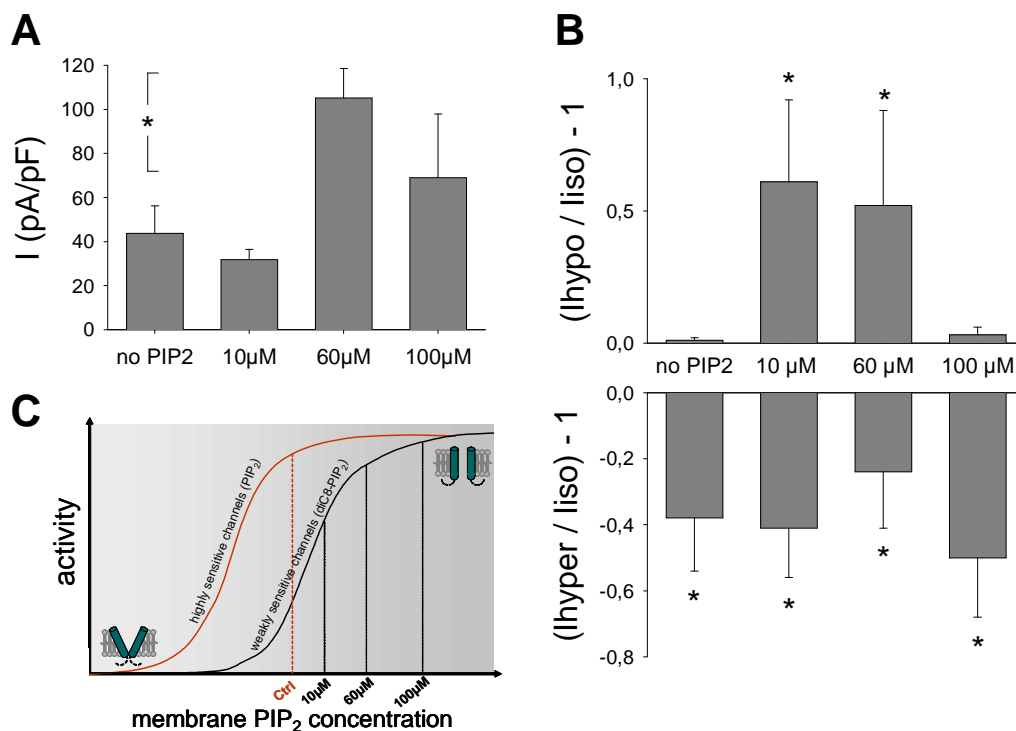 A
I (pA/pF)
120
100
80
60
40
20
0
*
no PIP2 10µM 60µM 100µM
B
(Ihypo / Iiso) - 1
1,0
0,5
0,0
* *
no PIP2 10 µM 60 µM 100 µM
(Ihyper / Iiso) - 1
0,0
-0,2
-0,4
-0,6
-0,8
* * * *
C
activity
highly sensitive channels (PIP₂)
weakly sensitive channels (diC8-PIP₂)
Ctrl 10µM 60µM 100µM
membrane PIP₂ concentration